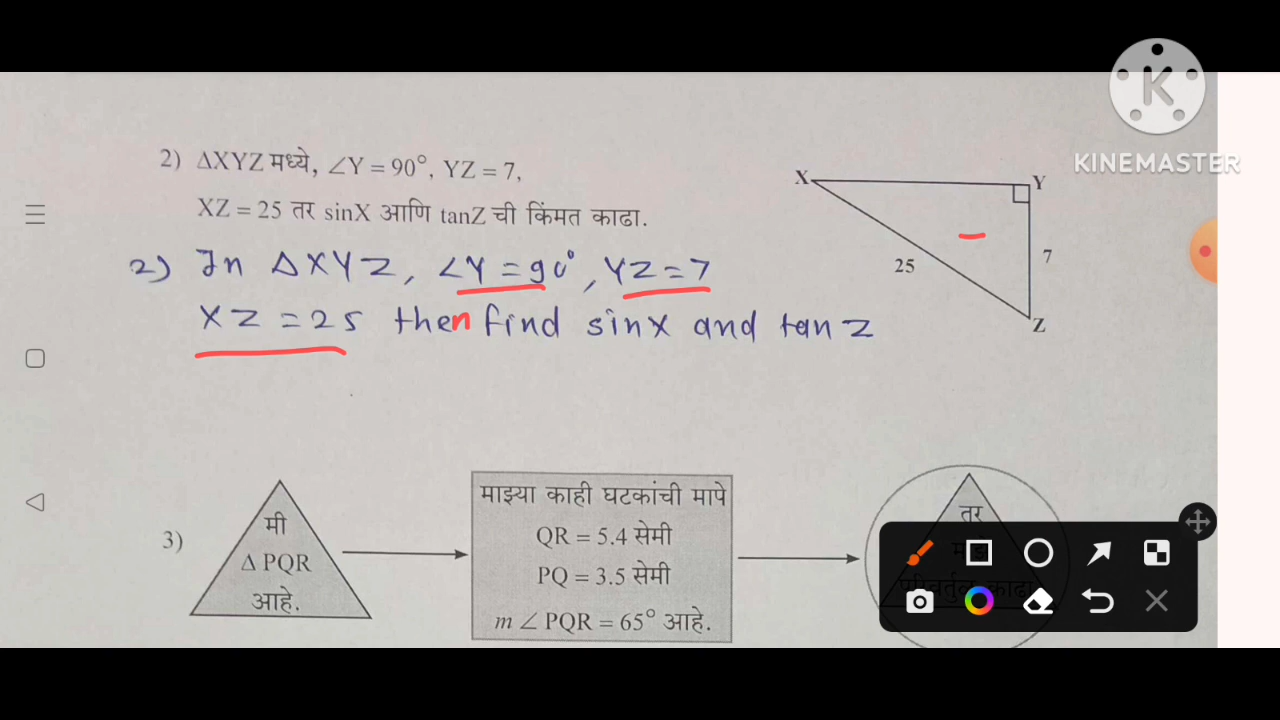 KINEMASTER
2) ΔXYZ मध्ये, ∠Y = 90°, YZ = 7,
XZ = 25 तर sinX आणि tanZ ची किंमत काढा.
X
Y
25
7
Z
2) In ΔXYZ, ∠Y = 90°, YZ = 7
XZ = 25 then find sinX and tan Z
3)
मी
Δ PQR
आहे.
माझ्या काही घटकांची मापे
QR = 5.4 सेमी
PQ = 3.5 सेमी
m ∠ PQR = 65° आहे.
तर